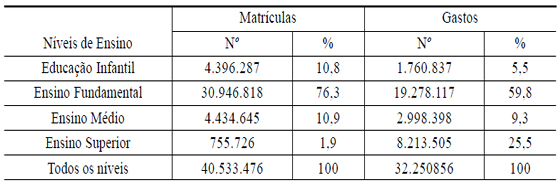 Matrículas Gastos
Níveis de Ensino Nº % Nº %
Educação Infantil 4.396.287 10,8 1.760.837 5,5
Ensino Fundamental 30.946.818 76,3 19.278.117 59,8
Ensino Médio 4.434.645 10,9 2.998.398 9,3
Ensino Superior 755.726 1,9 8.213.505 25,5
Todos os níveis 40.533.476 100 32.250856 100